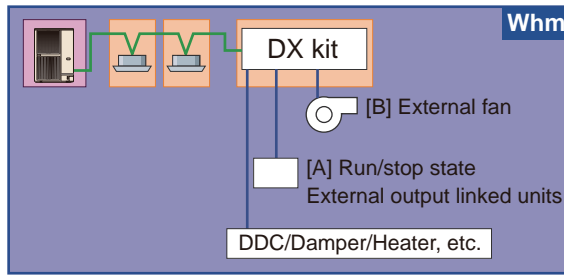 Whm
DX kit
[B] External fan
[A] Run/stop state
External output linked units
DDC/Damper/Heater, etc.